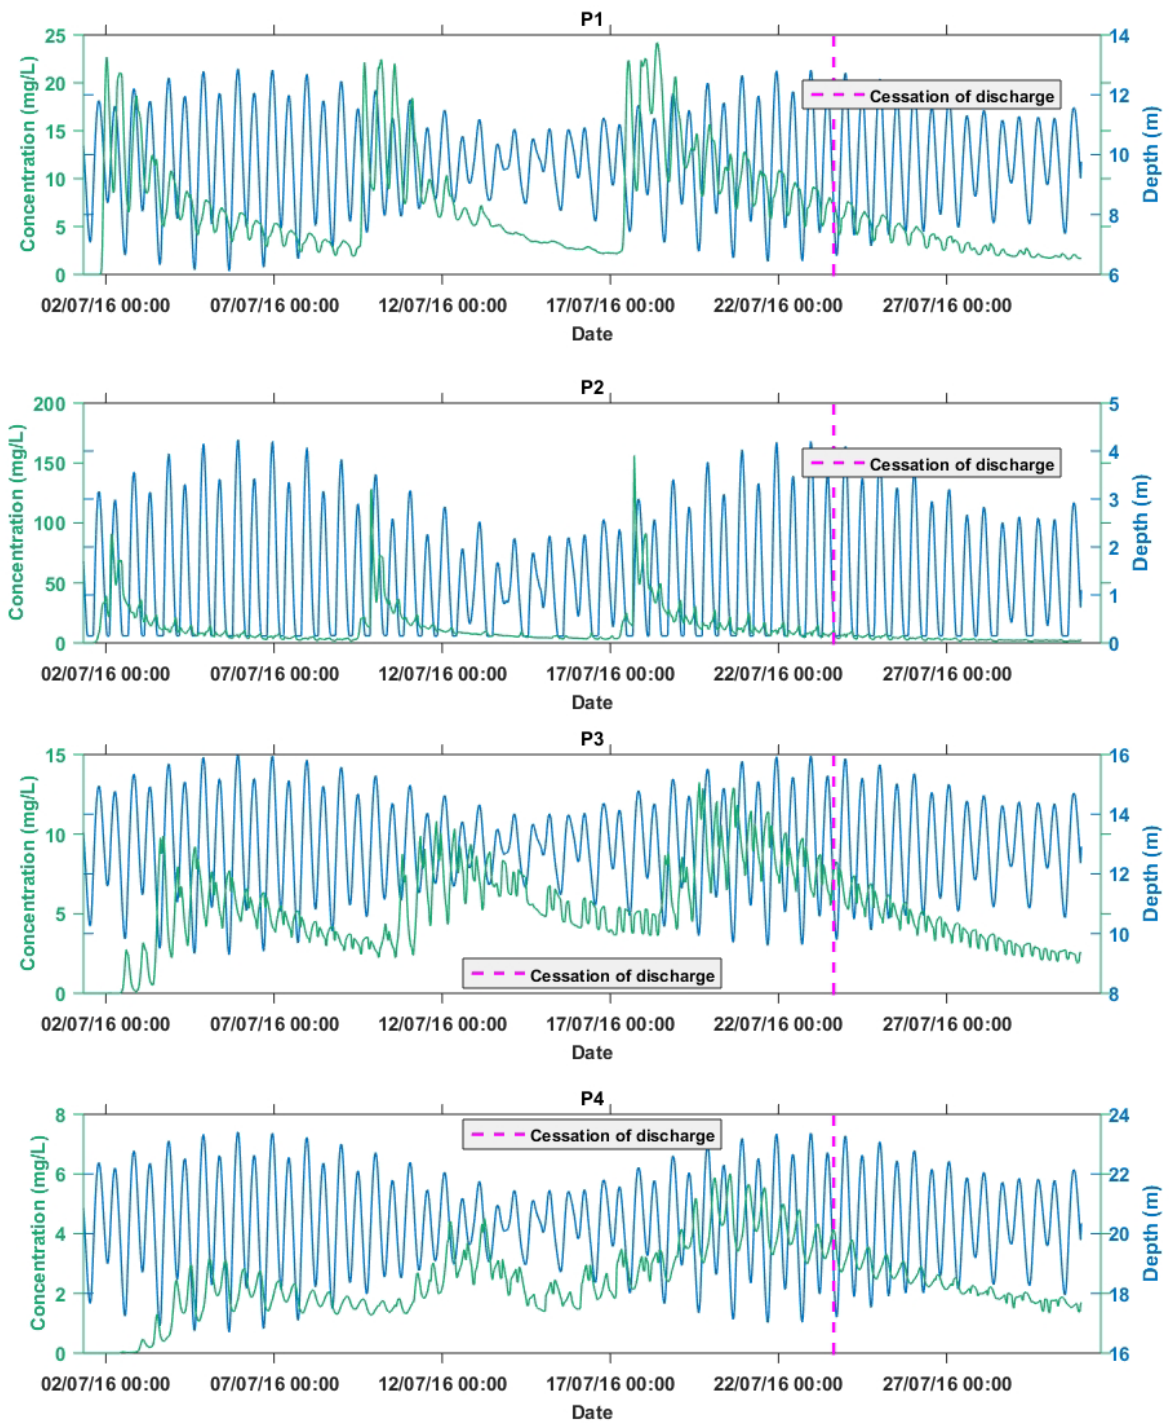 P1
25
20
15
10
5
0
Concentration (mg/L)
14
12
10
8
6
Depth (m)
Cessation of discharge
02/07/16 00:00 07/07/16 00:00 12/07/16 00:00 17/07/16 00:00 22/07/16 00:00 27/07/16 00:00
Date
P2
200
150
100
50
0
Concentration (mg/L)
5
4
3
2
1
0
Depth (m)
Cessation of discharge
02/07/16 00:00 07/07/16 00:00 12/07/16 00:00 17/07/16 00:00 22/07/16 00:00 27/07/16 00:00
Date
P3
15
10
5
0
Concentration (mg/L)
16
14
12
10
8
Depth (m)
Cessation of discharge
02/07/16 00:00 07/07/16 00:00 12/07/16 00:00 17/07/16 00:00 22/07/16 00:00 27/07/16 00:00
Date
P4
8
6
4
2
0
Concentration (mg/L)
24
22
20
18
16
Depth (m)
Cessation of discharge
02/07/16 00:00 07/07/16 00:00 12/07/16 00:00 17/07/16 00:00 22/07/16 00:00 27/07/16 00:00
Date